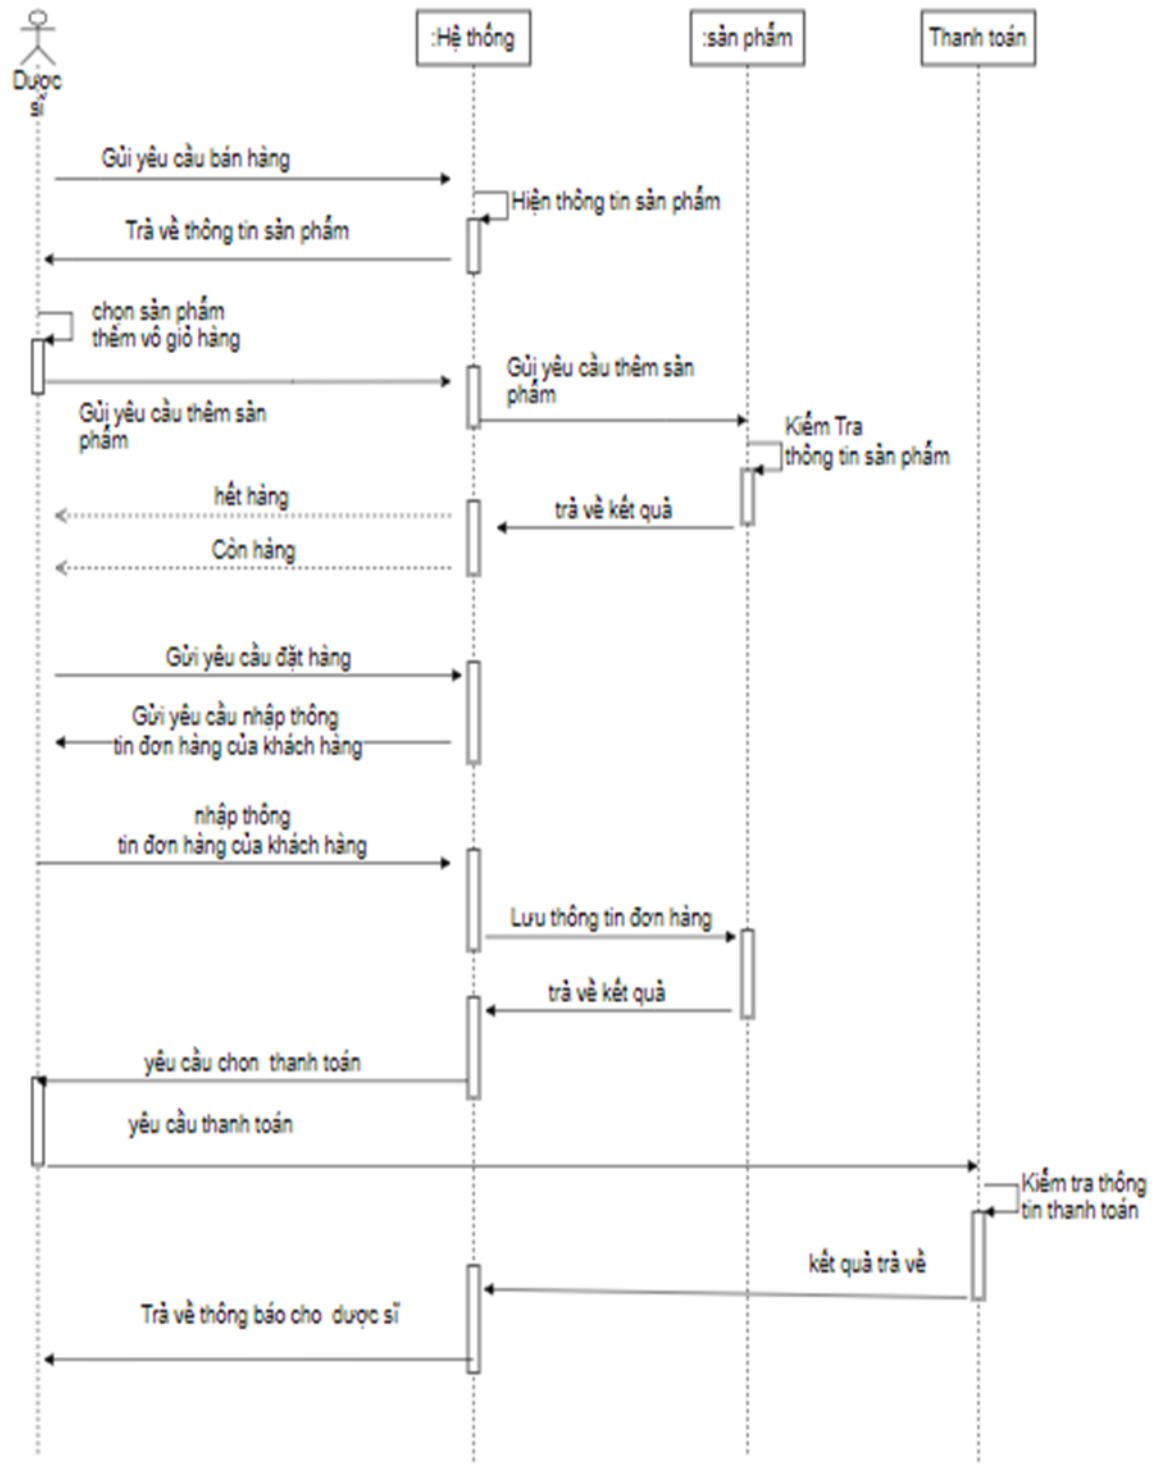 Dược
sĩ
:Hệ thống
:sản phẩm
Thanh toán
Gửi yêu cầu bán hàng
Hiện thông tin sản phẩm
Trả về thông tin sản phẩm
chọn sản phẩm
thêm vô giỏ hàng
Gửi yêu cầu thêm sản
phẩm
Gửi yêu cầu thêm sản
phẩm
Kiểm Tra
thông tin sản phẩm
hết hàng
trả về kết quả
Còn hàng
Gửi yêu cầu đặt hàng
Gửi yêu cầu nhập thông
tin đơn hàng của khách hàng
nhập thông
tin đơn hàng của khách hàng
Lưu thông tin đơn hàng
trả về kết quả
yêu cầu chon  thanh toán
yêu cầu thanh toán
Kiểm tra thông
tin thanh toán
kết quả trả về
Trả về thông báo cho  dược sĩ